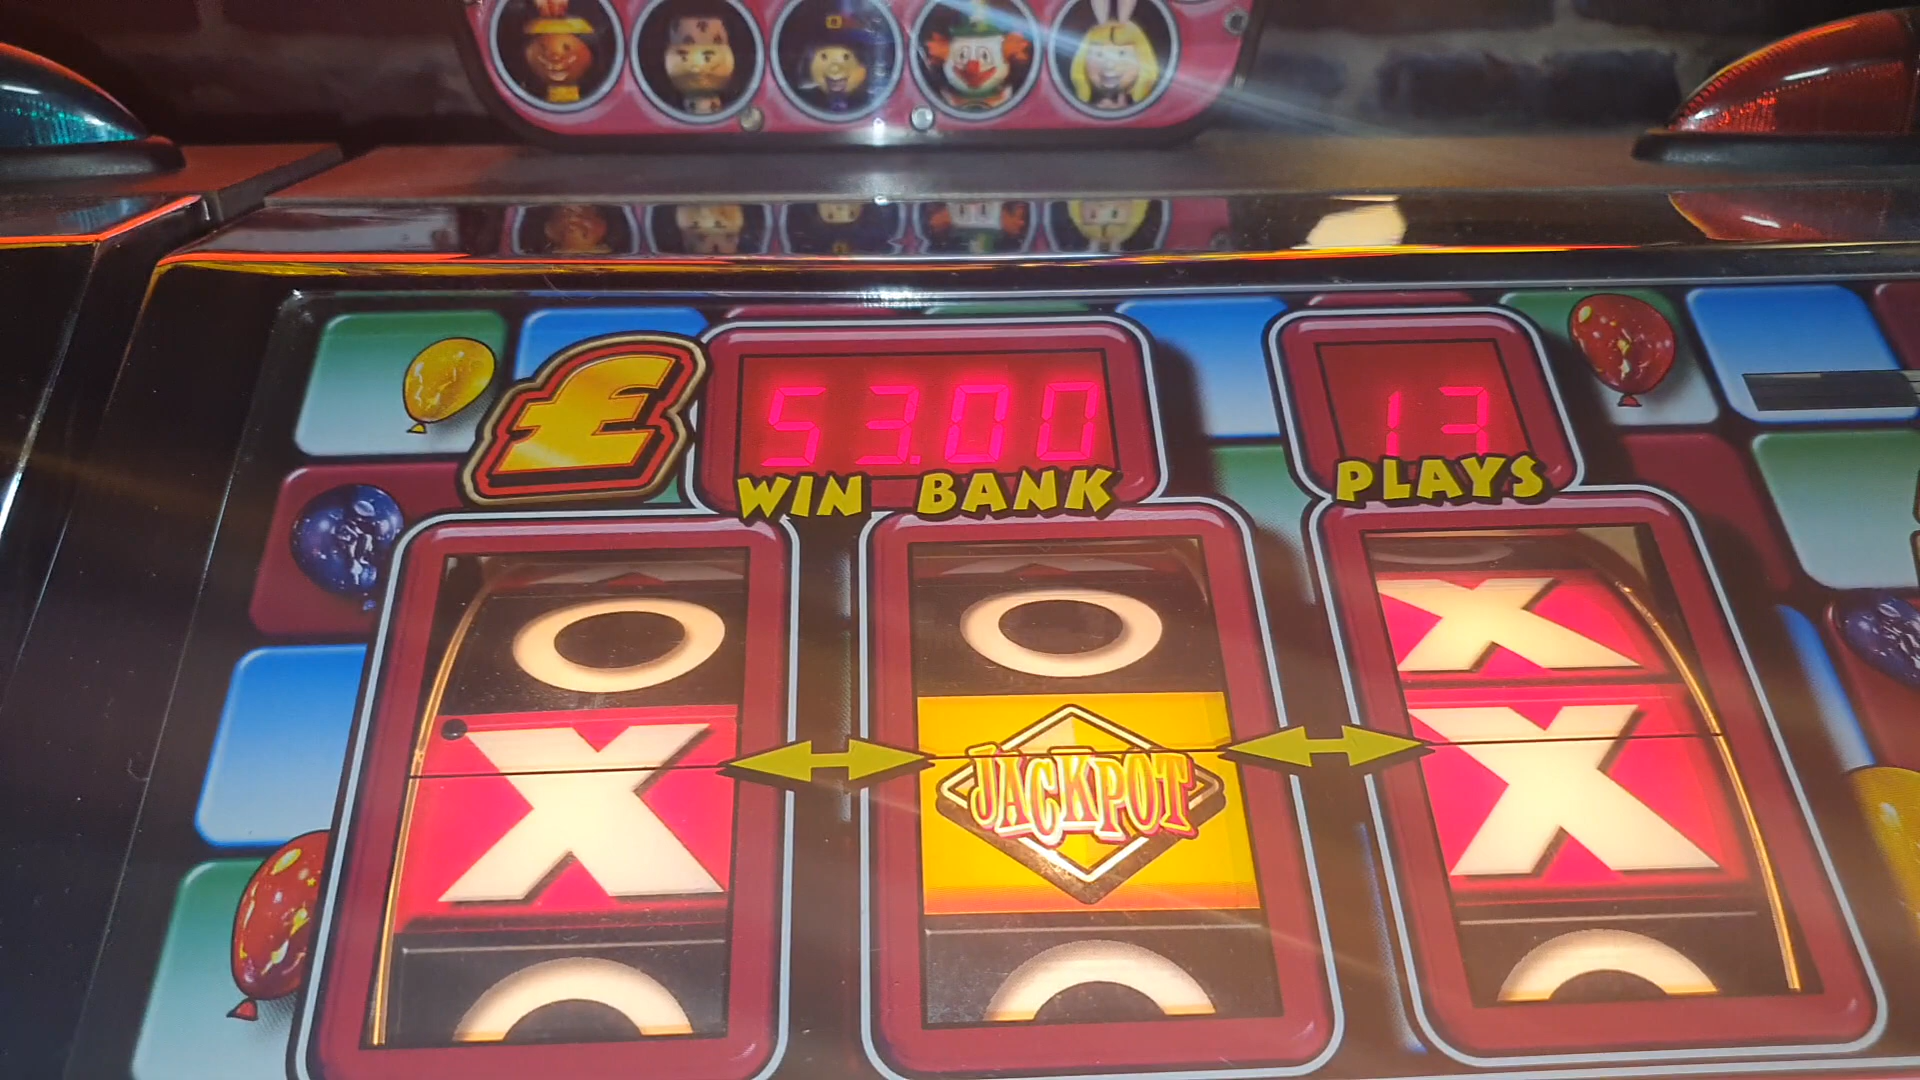 £ 53.00 13
WIN BANK PLAYS
O O X
X JACKPOT X
O O O